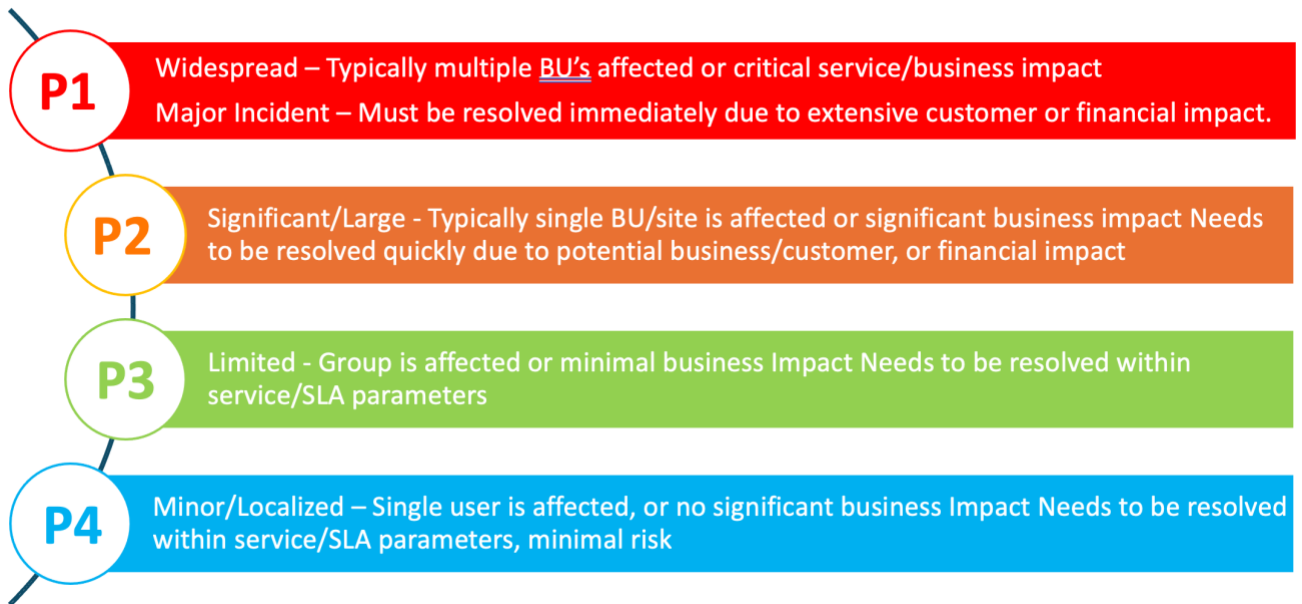 P1
Widespread – Typically multiple BU's affected or critical service/business impact
Major Incident – Must be resolved immediately due to extensive customer or financial impact.
P2
Significant/Large - Typically single BU/site is affected or significant business impact Needs
to be resolved quickly due to potential business/customer, or financial impact
P3
Limited - Group is affected or minimal business Impact Needs to be resolved within
service/SLA parameters
P4
Minor/Localized – Single user is affected, or no significant business Impact Needs to be resolved
within service/SLA parameters, minimal risk